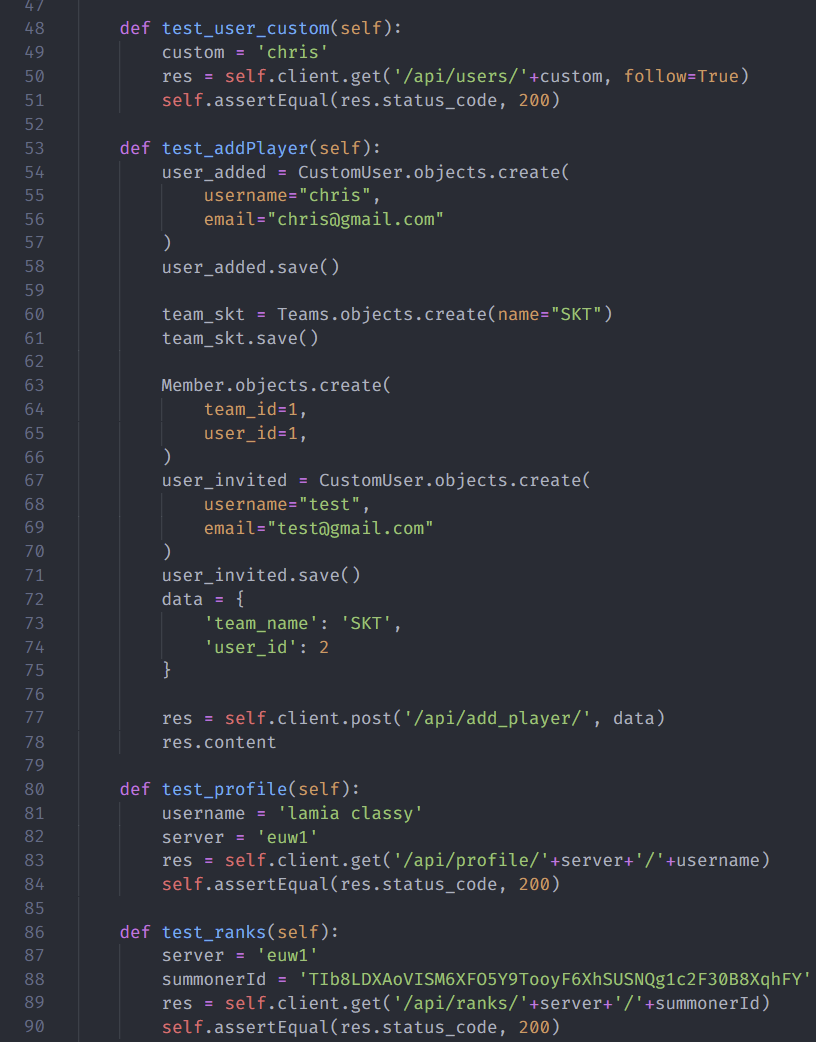 47
48 def test_user_custom(self):
49 custom = 'chris'
50 res = self.client.get('/api/users/'+custom, follow=True)
51 self.assertEqual(res.status_code, 200)
52
53 def test_addPlayer(self):
54 user_added = CustomUser.objects.create(
55 username="chris",
56 email="chris@gmail.com"
57 )
58 user_added.save()
59
60 team_skt = Teams.objects.create(name="SKT")
61 team_skt.save()
62
63 Member.objects.create(
64 team_id=1,
65 user_id=1,
66 )
67 user_invited = CustomUser.objects.create(
68 username="test",
69 email="test@gmail.com"
70 )
71 user_invited.save()
72 data = {
73 'team_name': 'SKT',
74 'user_id': 2
75 }
76
77 res = self.client.post('/api/add_player/', data)
78 res.content
79
80 def test_profile(self):
81 username = 'lamia classy'
82 server = 'euw1'
83 res = self.client.get('/api/profile/'+server+'/'+username)
84 self.assertEqual(res.status_code, 200)
85
86 def test_ranks(self):
87 server = 'euw1'
88 summonerId = 'TIb8LDXAoVISM6XFO5Y9TooyF6XhSUSNQg1c2F30B8XqhFY'
89 res = self.client.get('/api/ranks/'+server+'/'+summonerId)
90 self.assertEqual(res.status_code, 200)